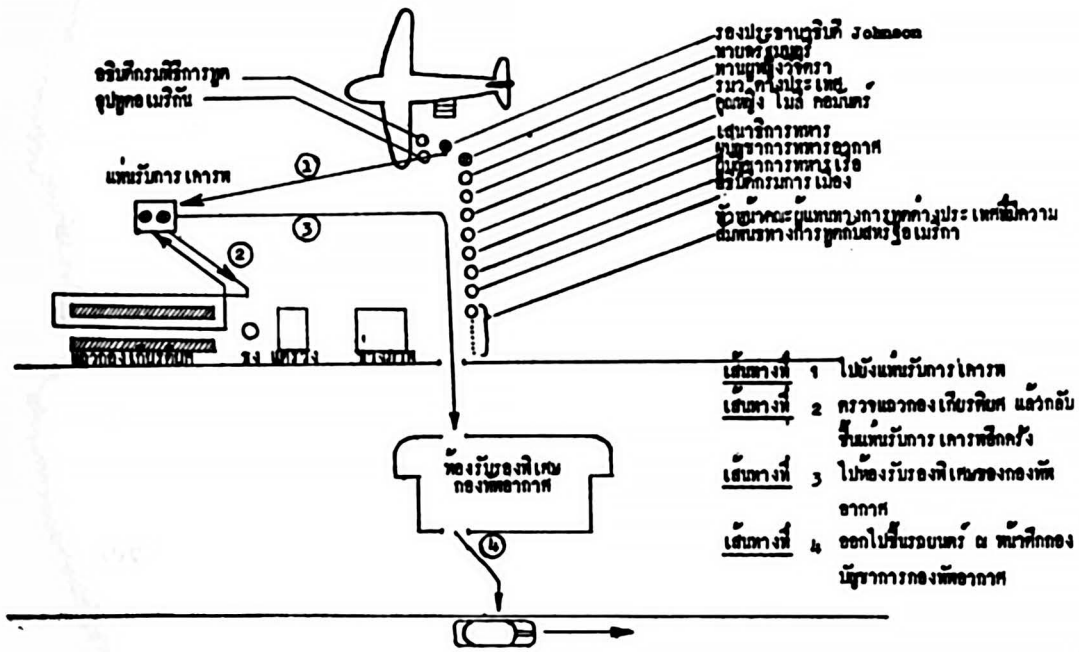 รองประธานาธิบดี Johnson
นายกรัฐมนตรี
ท่านผู้หญิงวิจิตรา
รมว ต่างประเทศ
คุณหญิง โมลี คอมันตร์
เสนาธิการทหาร
ผู้บัญชาการทหารอากาศ
ผู้บัญชาการทหารเรือ
อธิบดีกรมการเมือง
หัวหน้าคณะผู้แทนทางการทูตต่างประเทศที่มีความ
สัมพันธทางการทูตกับสหรัฐอเมริกา
อธิบดีกรมพิธีการทูต
อุปทูตอเมริกัน
แท่นรับการเคารพ
1
3
2
แถวกองเกียรติยศ ธง แตรวง ช่างภาพ
ห้องรับรองพิเศษ
กองทัพอากาศ
4
เส้นทางที่ 1 ไปยังแท่นรับการเคารพ
เส้นทางที่ 2 ตรวจแถวกองเกียรติยศ แล้วกลับ
ขึ้นแท่นรับการเคารพอีกครั้ง
เส้นทางที่ 3 ไปห้องรับรองพิเศษของกองทัพ
อากาศ
เส้นทางที่ 4 ออกไปขึ้นรถยนตร์ ณ หน้าตึกกอง
บัญชาการกองทัพอากาศ